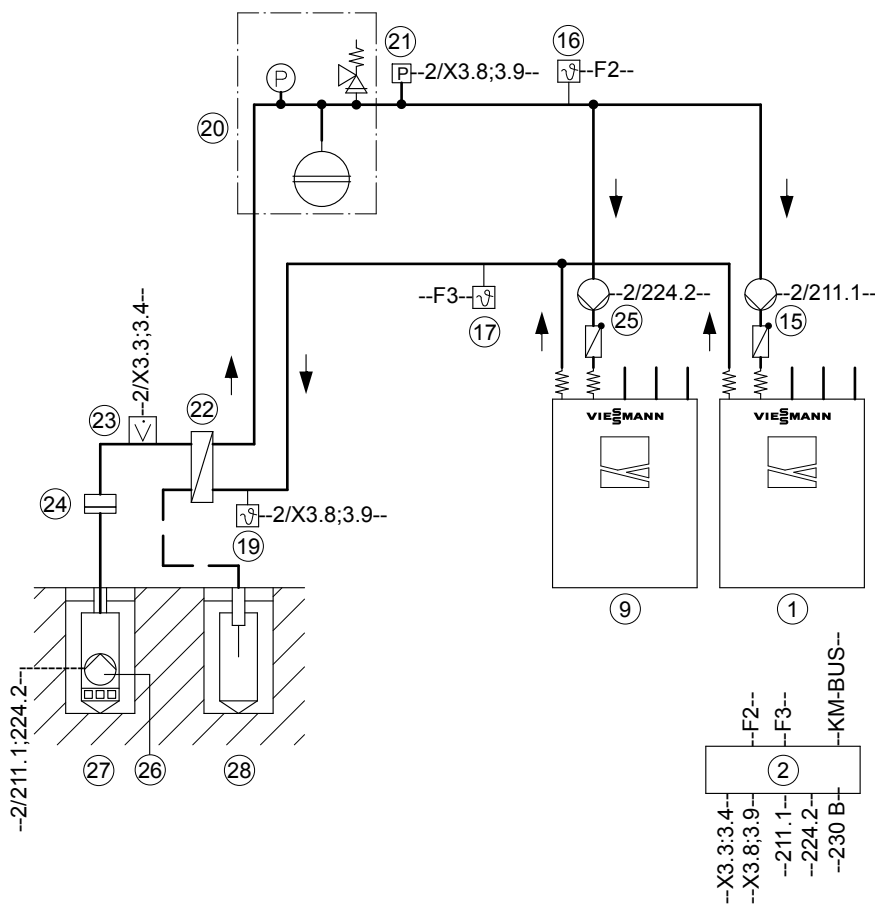 21
16
P
P
--2/X3.8;3.9--
ϑ
--F2--
20
--F3--
ϑ
--2/224.2--
--2/211.1--
17
25
15
--2/X3.3;3.4--
23
22
VIESMANN
VIESMANN
24
ϑ
--2/X3.8;3.9--
19
9
1
--2/211.1;224.2--
27
26
28
--F2--
--F3--
--KM-BUS--
2
--X3.3:3.4--
--X3.8;3.9--
--211.1--
--224.2--
--230 B--